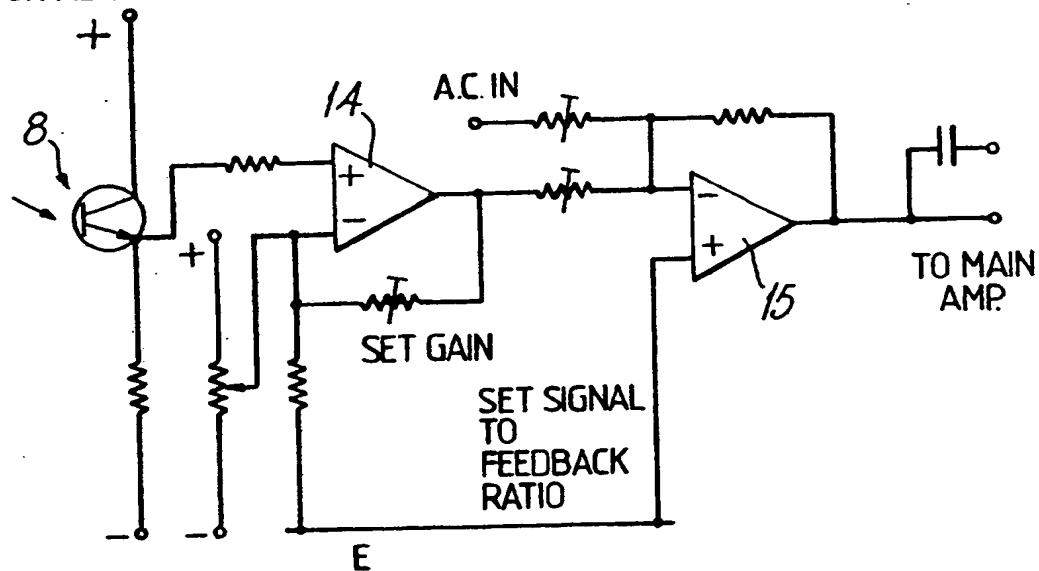 +
8
14
A.C. IN
+
−
+
−
+
15
TO MAIN
AMP.
SET GAIN
SET SIGNAL
TO
FEEDBACK
RATIO
−
−
E